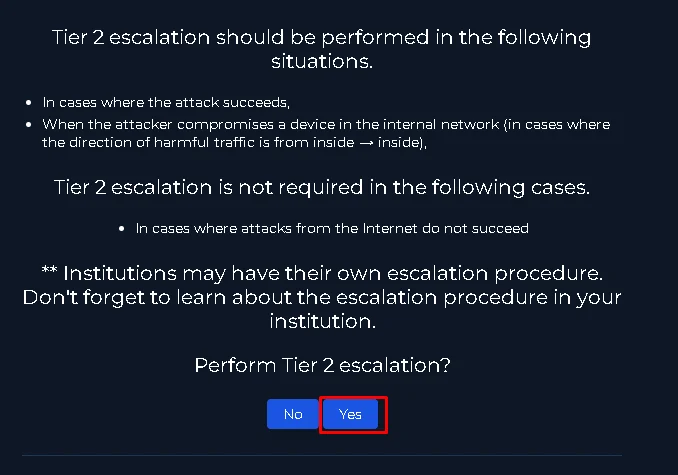 Tier 2 escalation should be performed in the following
situations.
• In cases where the attack succeeds,
• When the attacker compromises a device in the internal network (in cases where
the direction of harmful traffic is from inside → inside),
Tier 2 escalation is not required in the following cases.
• In cases where attacks from the Internet do not succeed
** Institutions may have their own escalation procedure.
Don't forget to learn about the escalation procedure in your
institution.
Perform Tier 2 escalation?
No Yes